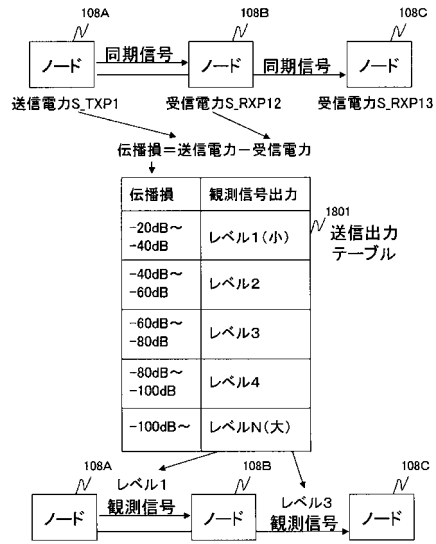 108A 108B 108C
ノード 同期信号 ノード 同期信号 ノード
送信電力S_TXP1 受信電力S_RXP12 受信電力S_RXP13
伝播損=送信電力-受信電力
伝播損 観測信号出力
-20dB~
-40dB レベル1(小)
1801
送信出力
テーブル
-40dB~
-60dB レベル2
-60dB~
-80dB レベル3
-80dB~
-100dB レベル4
-100dB~ レベルN(大)
108A 108B 108C
レベル1 レベル3
ノード 観測信号 ノード 観測信号 ノード